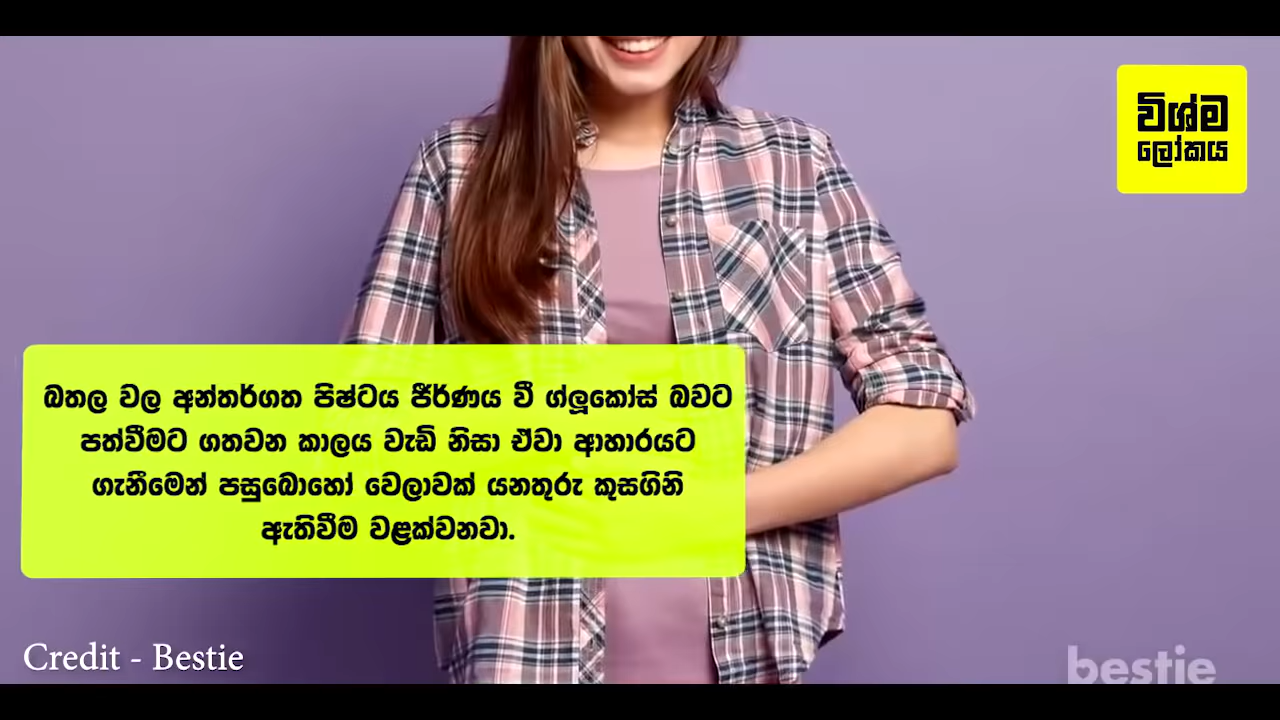 විශ්ම
ලෝකය
බතල වල අන්තර්ගත පිෂ්ටය ජීර්ණය වී ග්ලූකෝස් බවට
පත්වීමට ගතවන කාලය වැඩි නිසා ඒවා ආහාරයට
ගැනීමෙන් පසුබොහෝ වෙලාවක් යනතුරු කුසගිනි
ඇතිවීම වළක්වනවා.
Credit - Bestie
bestie